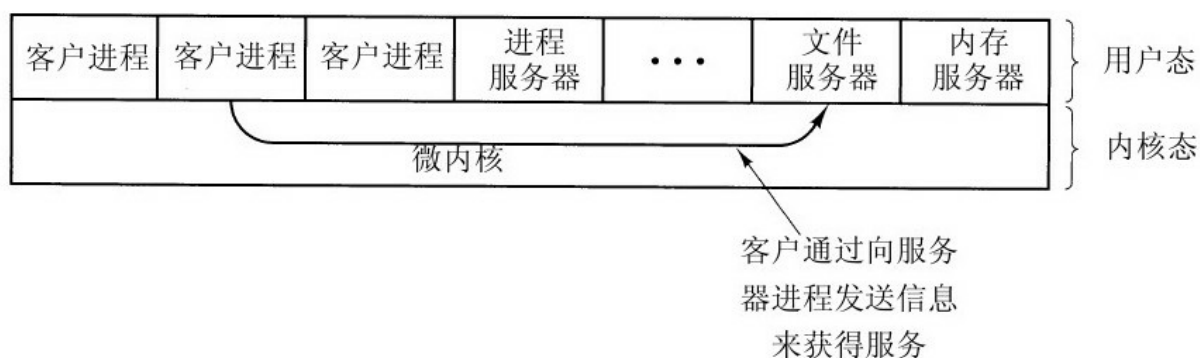 客户进程 客户进程 客户进程 进程服务器 ··· 文件服务器 内存服务器 用户态
微内核 内核态
客户通过向服务
器进程发送信息
来获得服务